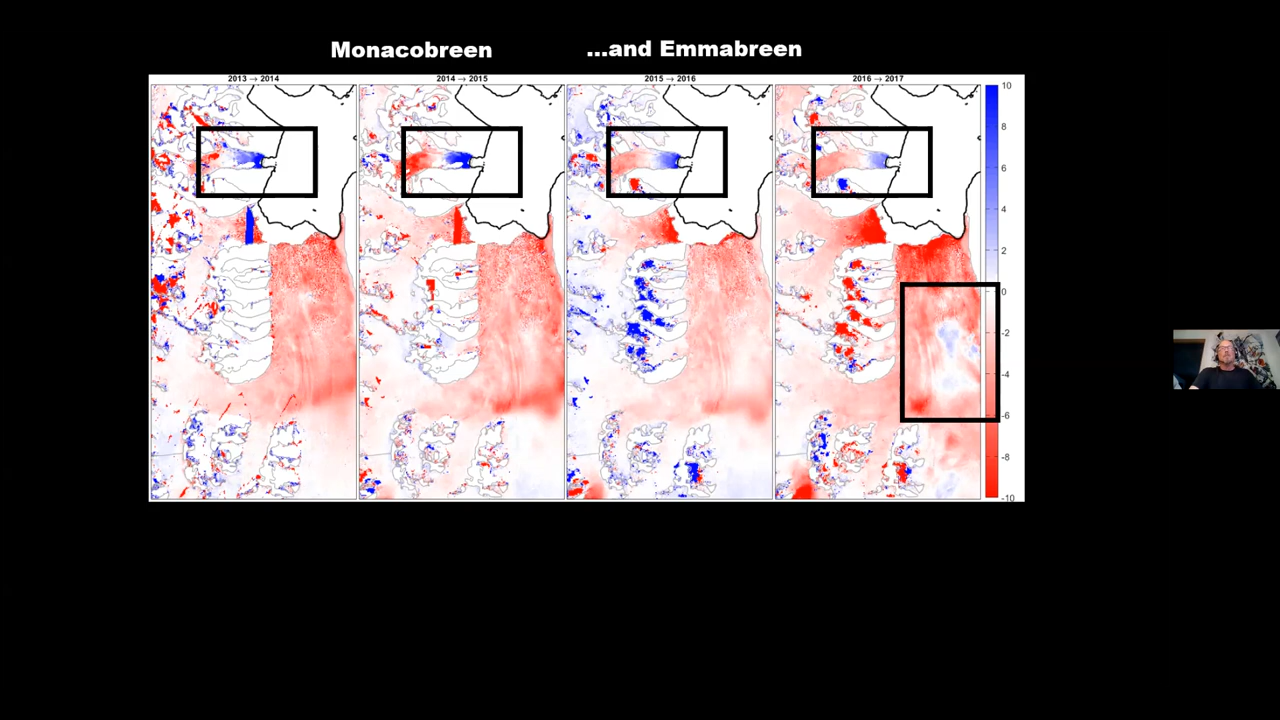 Monacobreen
...and Emmabreen
2013 → 2014
2014 → 2015
2015 → 2016
2016 → 2017
10
8
6
4
2
0
-2
-4
-6
-8
-10